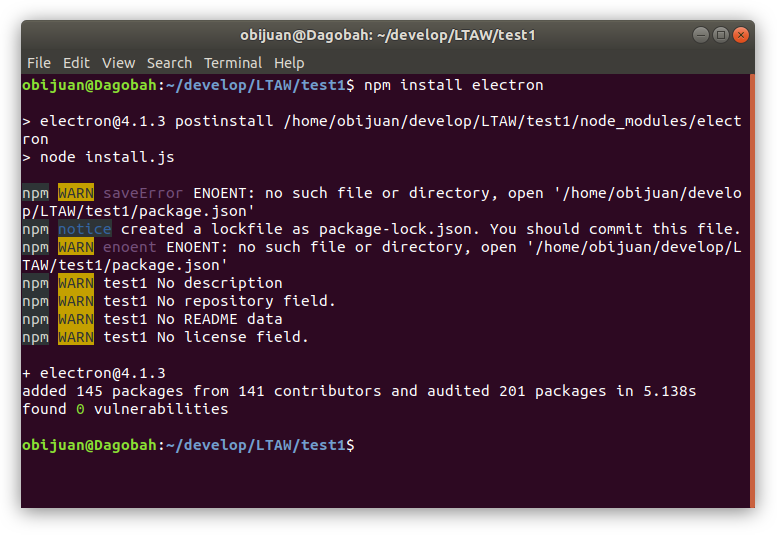 obijuan@Dagobah: ~/develop/LTAW/test1
File Edit View Search Terminal Help
obijuan@Dagobah:~/develop/LTAW/test1$ npm install electron
> electron@4.1.3 postinstall /home/obijuan/develop/LTAW/test1/node_modules/elect
ron
> node install.js
npm WARN saveError ENOENT: no such file or directory, open '/home/obijuan/develo
p/LTAW/test1/package.json'
npm notice created a lockfile as package-lock.json. You should commit this file.
npm WARN enoent ENOENT: no such file or directory, open '/home/obijuan/develop/L
TAW/test1/package.json'
npm WARN test1 No description
npm WARN test1 No repository field.
npm WARN test1 No README data
npm WARN test1 No license field.
+ electron@4.1.3
added 145 packages from 141 contributors and audited 201 packages in 5.138s
found 0 vulnerabilities
obijuan@Dagobah:~/develop/LTAW/test1$